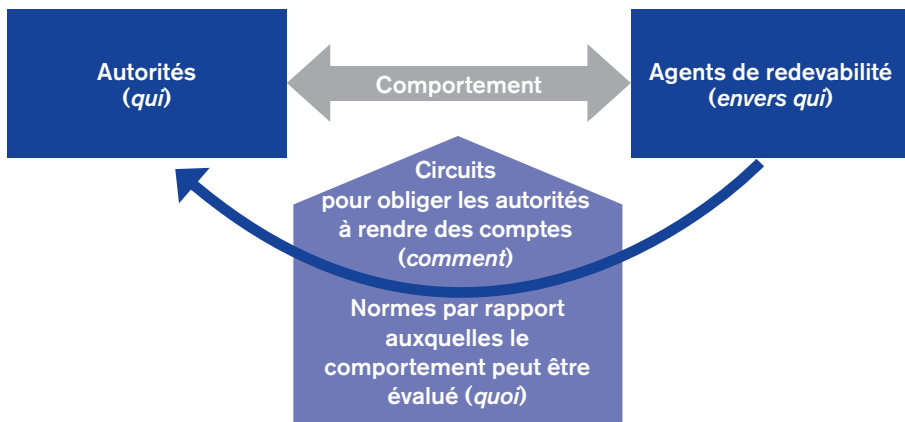 Autorités
(qui)
Comportement
Agents de redevabilité
(envers qui)
Circuits
pour obliger les autorités
à rendre des comptes
(comment)
Normes par rapport
auxquelles le
comportement peut être
évalué (quoi)